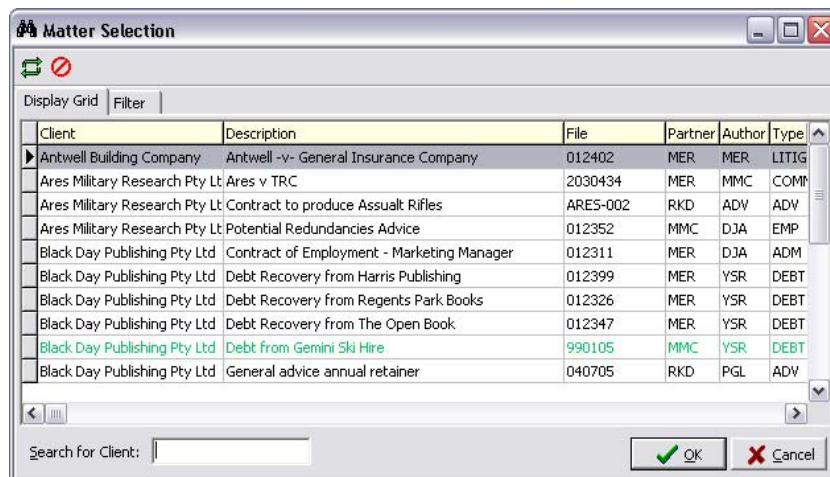 Matter Selection
Display Grid Filter
Client Description File Partner Author Type
Antwell Building Company Antwell -v- General Insurance Company 012402 MER MER LITIG
Ares Military Research Pty Lt Ares v TRC 2030434 MER MMC COMM
Ares Military Research Pty Lt Contract to produce Assualt Rifles ARES-002 RKD ADV ADV
Ares Military Research Pty Lt Potential Redundancies Advice 012352 MMC DJA EMP
Black Day Publishing Pty Ltd Contract of Employment - Marketing Manager 012311 MER DJA ADM
Black Day Publishing Pty Ltd Debt Recovery from Harris Publishing 012399 MER YSR DEBT
Black Day Publishing Pty Ltd Debt Recovery from Regents Park Books 012326 MER YSR DEBT
Black Day Publishing Pty Ltd Debt Recovery from The Open Book 012347 MER YSR DEBT
Black Day Publishing Pty Ltd Debt from Gemini Ski Hire 990105 MMC YSR DEBT
Black Day Publishing Pty Ltd General advice annual retainer 040705 RKD PGL ADV
Search for Client: OK Cancel